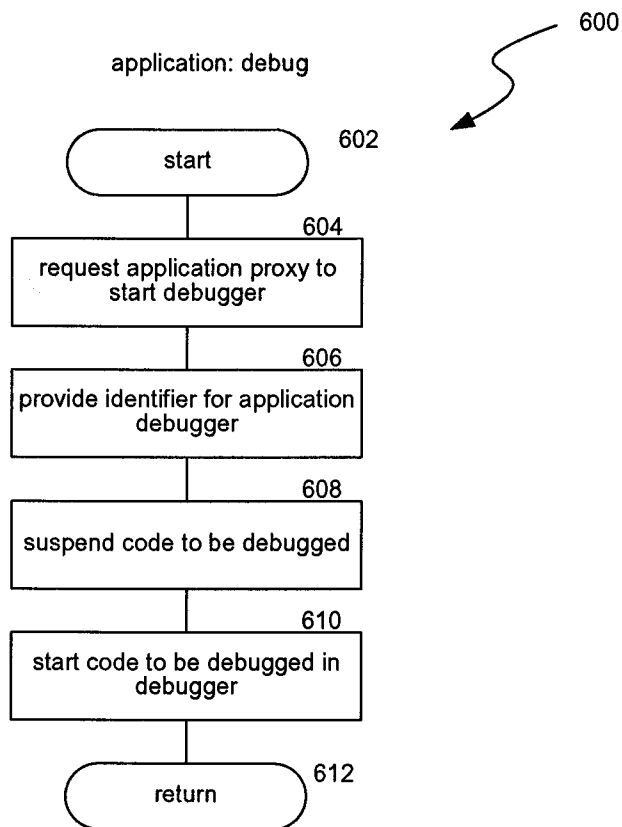 600
application: debug
602
start
604
request application proxy to
start debugger
606
provide identifier for application
debugger
608
suspend code to be debugged
610
start code to be debugged in
debugger
612
return